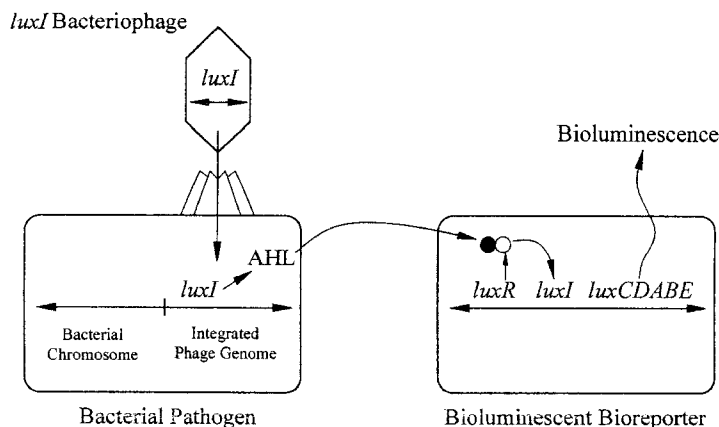 luxI Bacteriophage
luxI
Bioluminescence
AHL
luxI
Bacterial
Chromosome
Integrated
Phage Genome
luxR luxI luxCDABE
Bacterial Pathogen
Bioluminescent Bioreporter